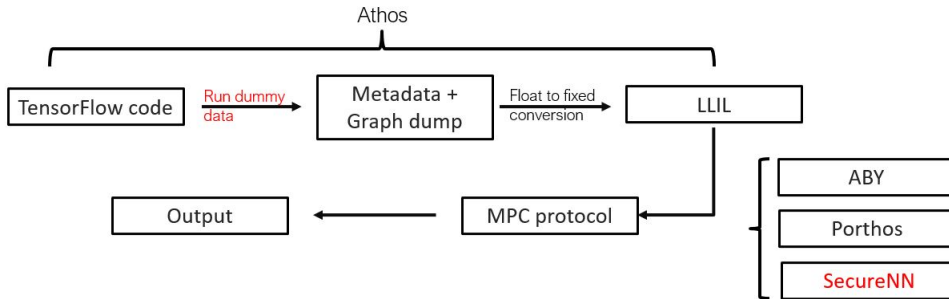 Athos
TensorFlow code
Run dummy
data
Metadata +
Graph dump
Float to fixed
conversion
LLIL
ABY
Output
MPC protocol
Porthos
SecureNN